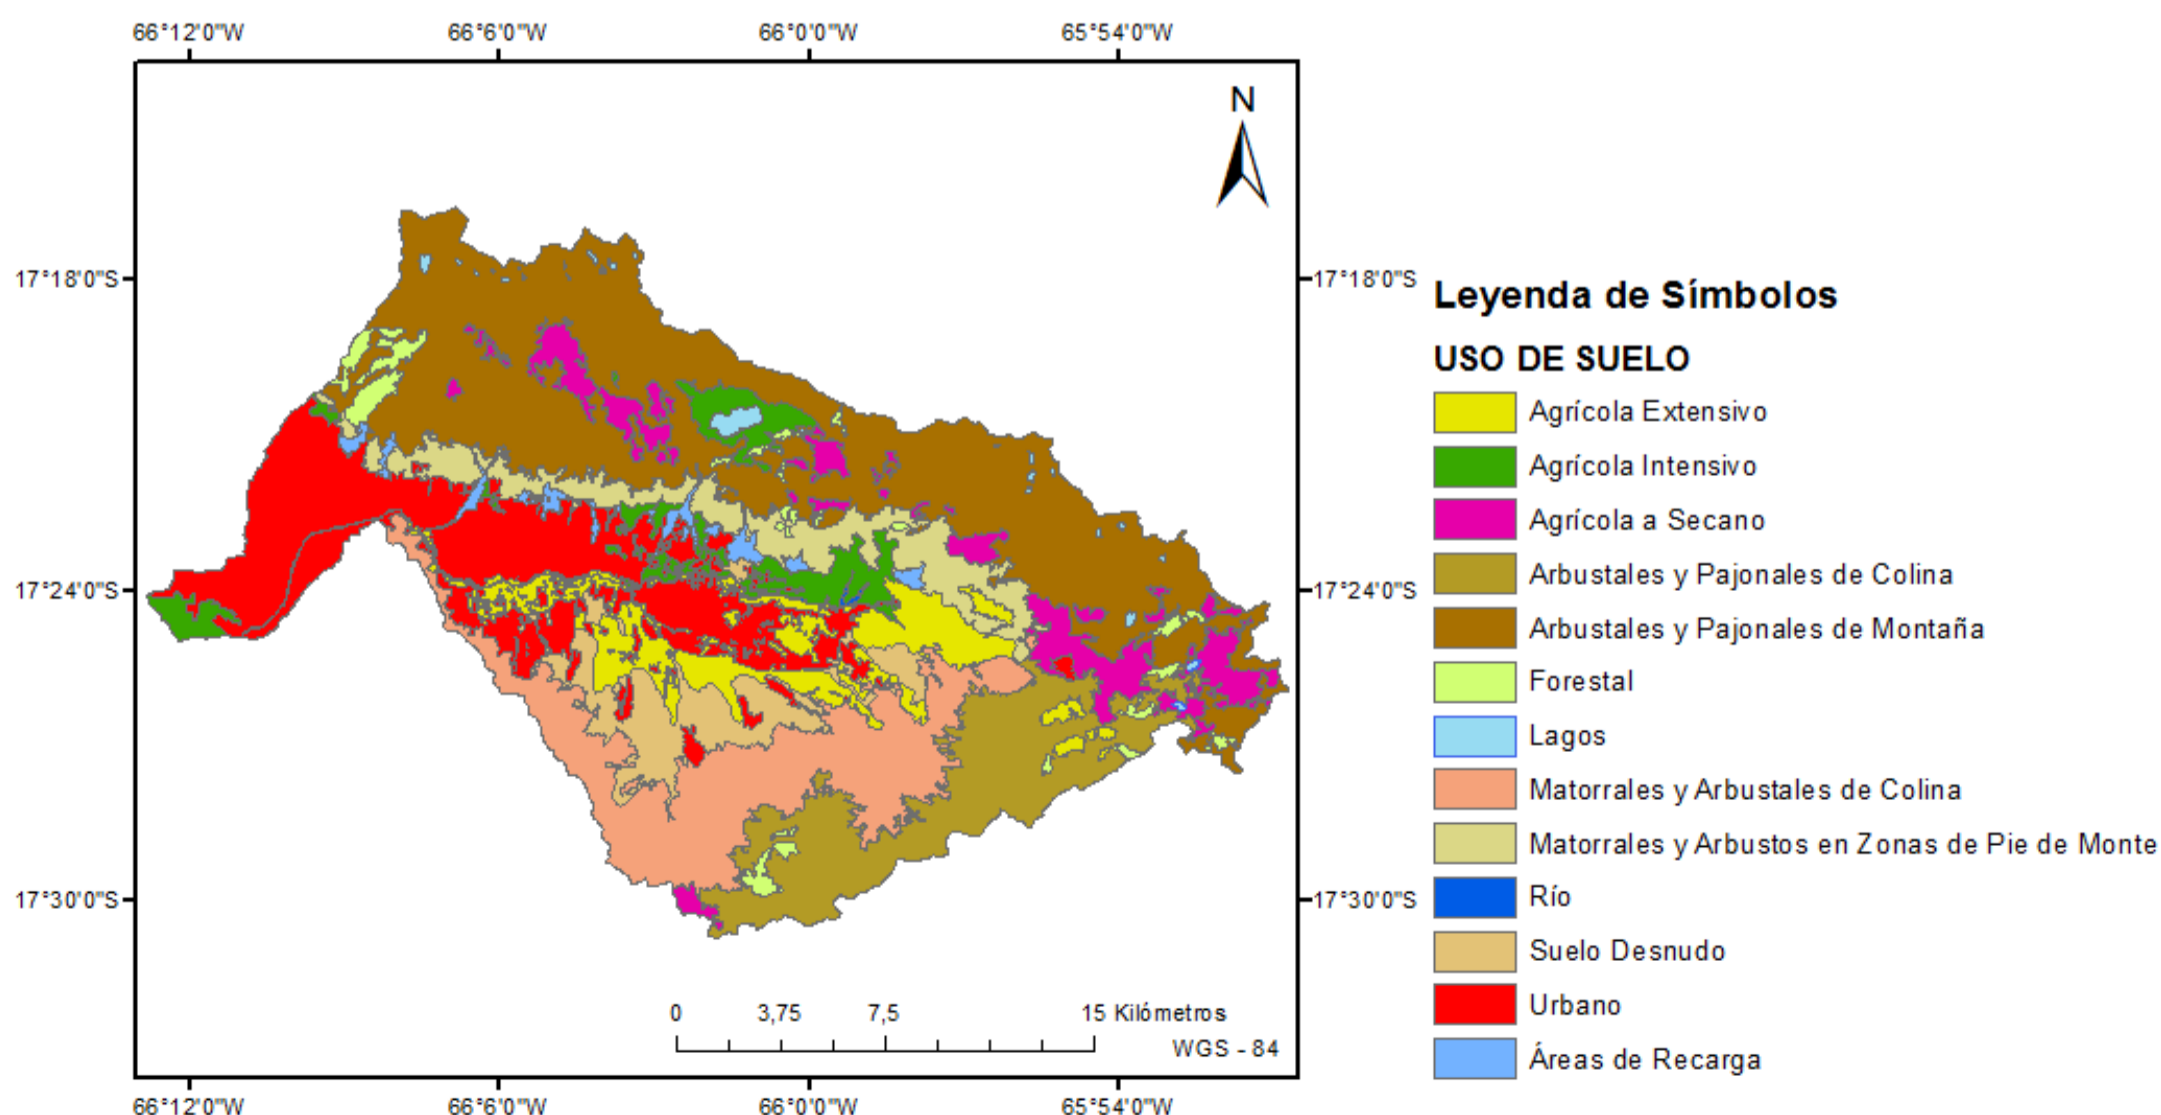 66°12'0"W 66°6'0"W 66°0'0"W 65°54'0"W
N
17°18'0"S 17°18'0"S
17°24'0"S 17°24'0"S
17°30'0"S 17°30'0"S
0 3,75 7,5 15 Kilómetros
WGS - 84
66°12'0"W 66°6'0"W 66°0'0"W 65°54'0"W
Leyenda de Símbolos
USO DE SUELO
Agrícola Extensivo
Agrícola Intensivo
Agrícola a Secano
Arbustales y Pajonales de Colina
Arbustales y Pajonales de Montaña
Forestal
Lagos
Matorrales y Arbustales de Colina
Matorrales y Arbustos en Zonas de Pie de Monte
Río
Suelo Desnudo
Urbano
Áreas de Recarga